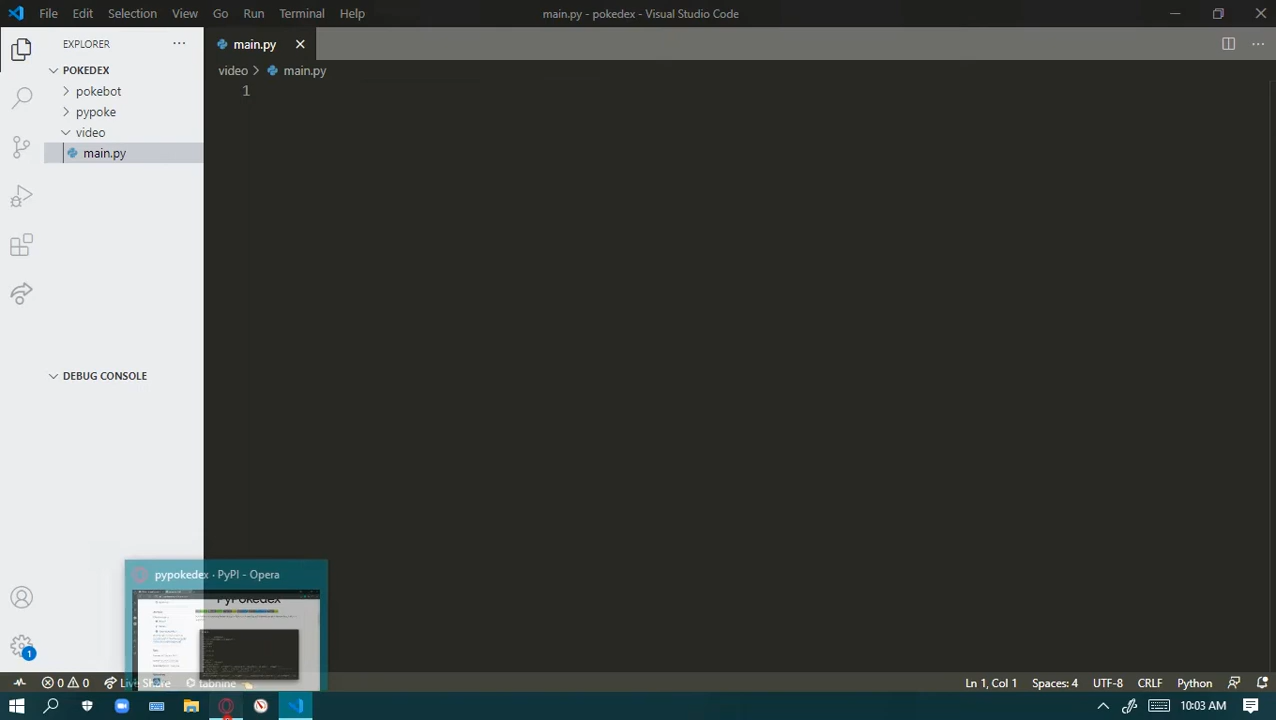 File Edit Selection View Go Run Terminal Help
main.py - pokedex - Visual Studio Code
EXPLORER
main.py
POKEDEX
video > main.py
pokebot
1
pypoke
video
main.py
DEBUG CONSOLE
pypokedex · PyPI - Opera
PyPokedex
0 0 Live Share tabnine 👈
Ln 1, Col 1 Spaces: 4 UTF-8 CRLF Python
1
10:03 AM